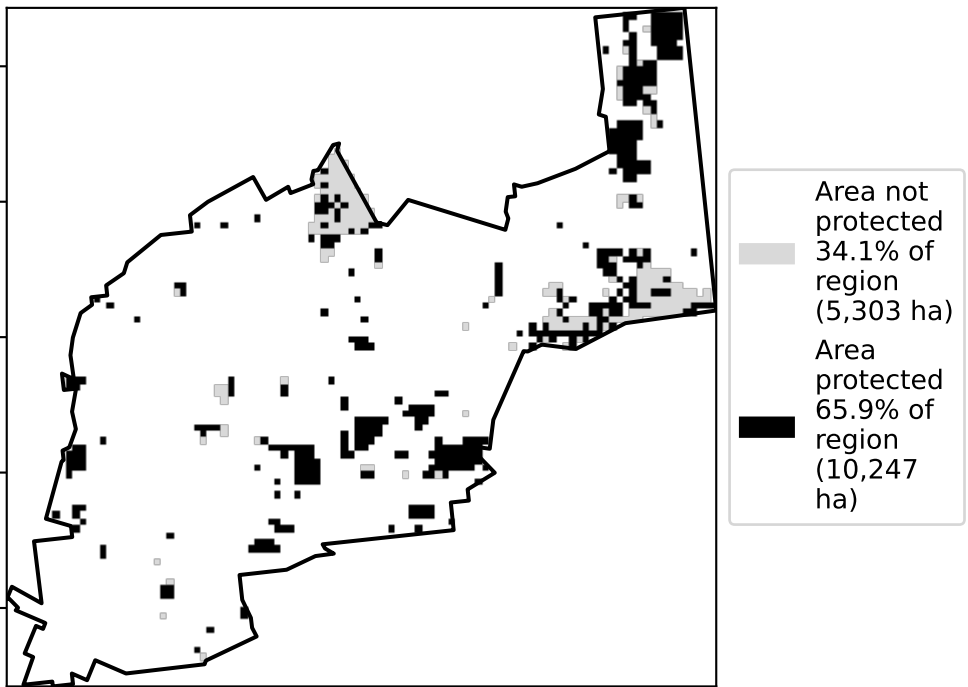 Area not
protected
34.1% of
region
(5,303 ha)
Area
protected
65.9% of
region
(10,247
ha)